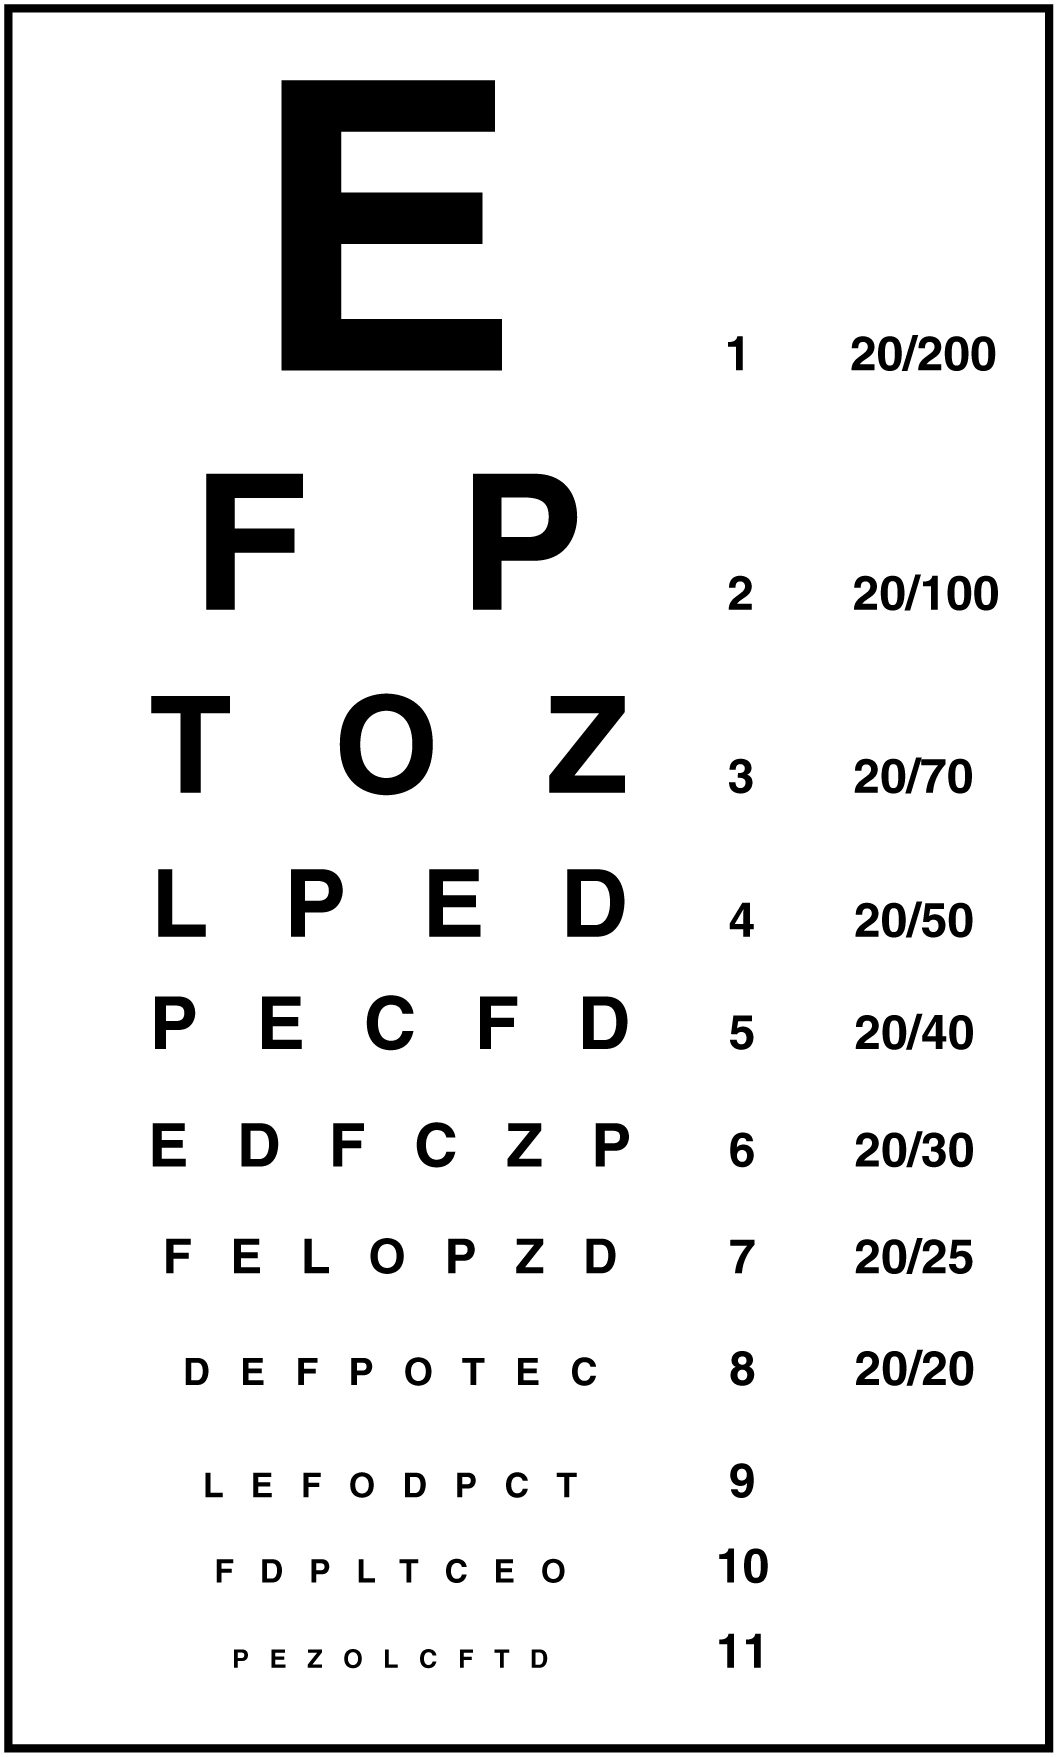 E 1 20/200
F P 2 20/100
T O Z 3 20/70
L P E D 4 20/50
P E C F D 5 20/40
E D F C Z P 6 20/30
F E L O P Z D 7 20/25
D E F P O T E C 8 20/20
L E F O D P C T 9
F D P L T C E O 10
P E Z O L C F T D 11